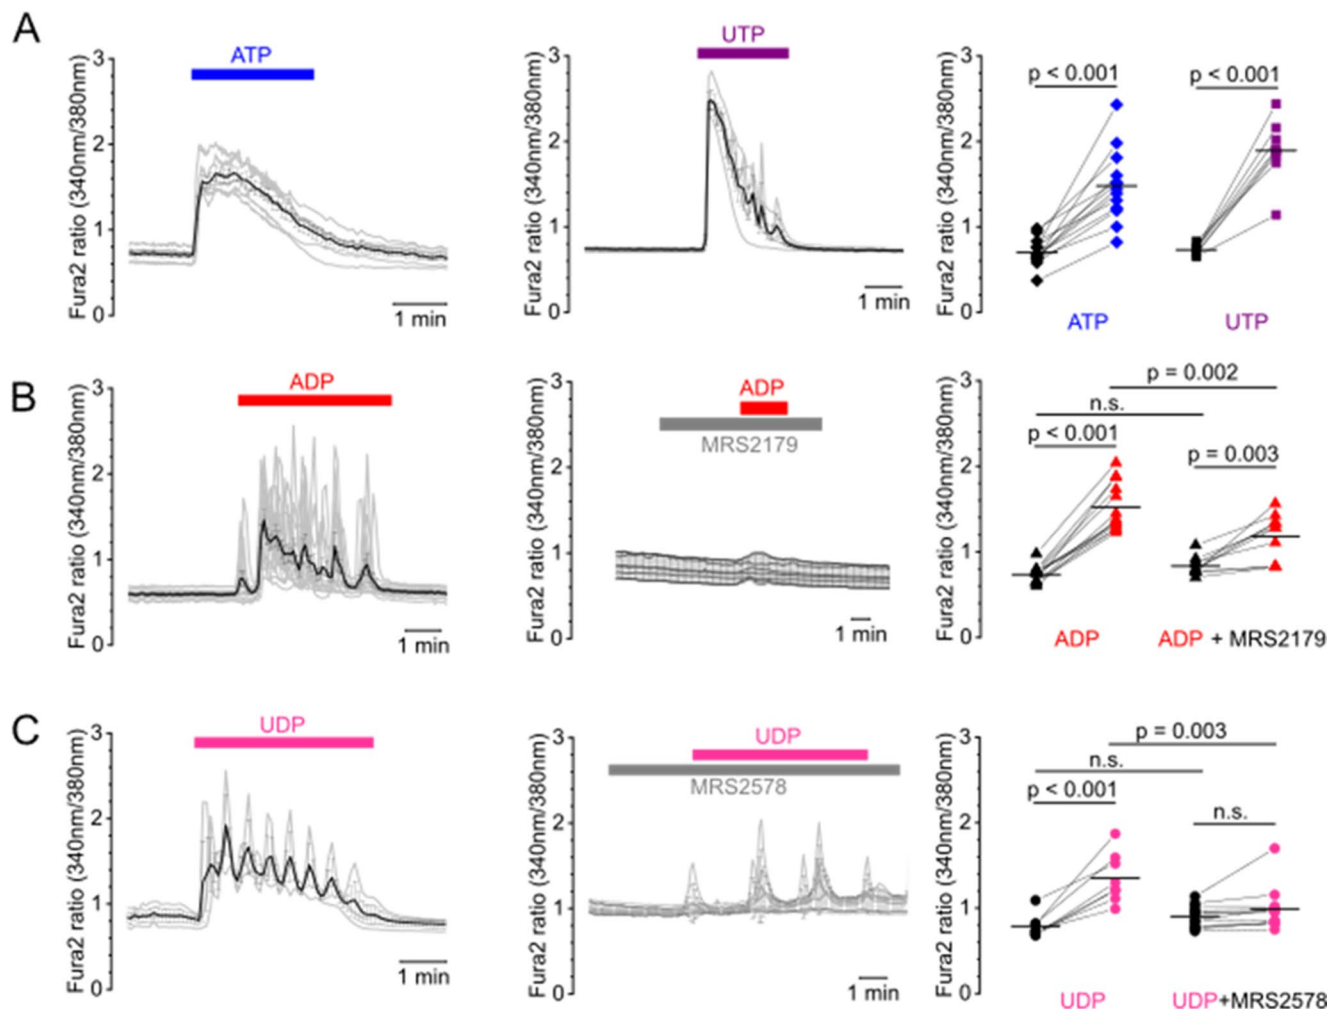 A
ATP
Fura2 ratio (340nm/380nm)
3
2
1
0
1 min
UTP
Fura2 ratio (340nm/380nm)
3
2
1
0
1 min
Fura2 ratio (340nm/380nm)
3
2
1
0
p < 0.001
p < 0.001
ATP
UTP
B
ADP
Fura2 ratio (340nm/380nm)
3
2
1
0
1 min
ADP
MRS2179
Fura2 ratio (340nm/380nm)
3
2
1
0
1 min
Fura2 ratio (340nm/380nm)
3
2
1
0
p = 0.002
n.s.
p < 0.001
p = 0.003
ADP
ADP + MRS2179
C
UDP
Fura2 ratio (340nm/380nm)
3
2
1
0
1 min
UDP
MRS2578
Fura2 ratio (340nm/380nm)
3
2
1
0
1 min
Fura2 ratio (340nm/380nm)
3
2
1
0
p = 0.003
n.s.
p < 0.001
n.s.
UDP
UDP+MRS2578